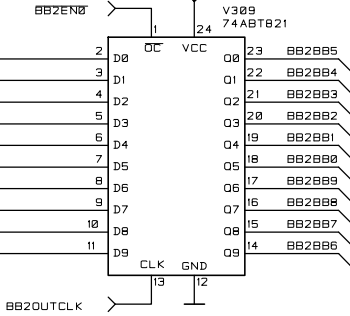 BB2EN0
V309
74ABT821
1 24
OC VCC
2 D0 Q0 23 BB2BB5
3 D1 Q1 22 BB2BB4
4 D2 Q2 21 BB2BB3
5 D3 Q3 20 BB2BB2
6 D4 Q4 19 BB2BB1
7 D5 Q5 18 BB2BB0
8 D6 Q6 17 BB2BB9
9 D7 Q7 16 BB2BB8
10 D8 Q8 15 BB2BB7
11 D9 Q9 14 BB2BB6
CLK GND
13 12
BB2OUTCLK